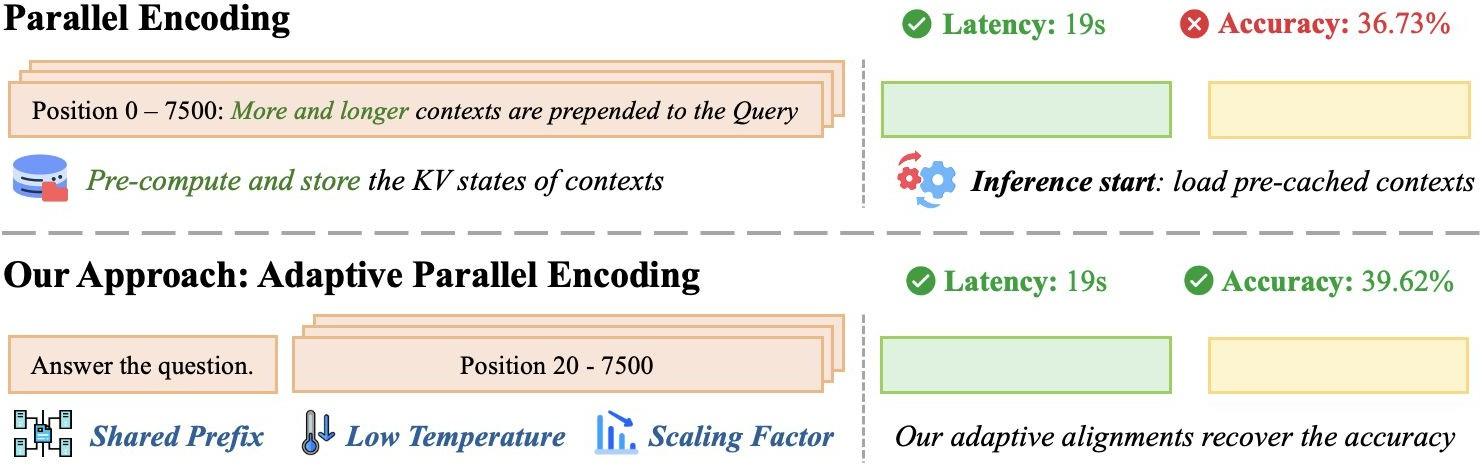 Parallel Encoding
Latency: 19s
Accuracy: 36.73%
Position 0 – 7500: More and longer contexts are prepended to the Query
Pre-compute and store the KV states of contexts
Inference start: load pre-cached contexts
Our Approach: Adaptive Parallel Encoding
Latency: 19s
Accuracy: 39.62%
Answer the question.
Position 20 - 7500
Shared Prefix
Low Temperature
Scaling Factor
Our adaptive alignments recover the accuracy